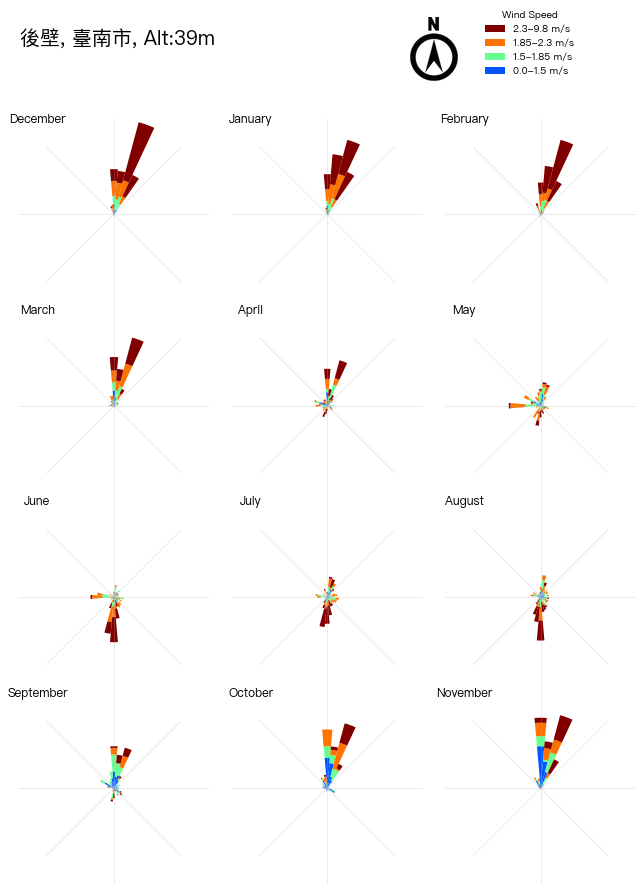 後壁, 臺南市, Alt:39m
N
Wind Speed
2.3–9.8 m/s
1.85–2.3 m/s
1.5–1.85 m/s
0.0–1.5 m/s
December
January
February
March
April
May
June
July
August
September
October
November